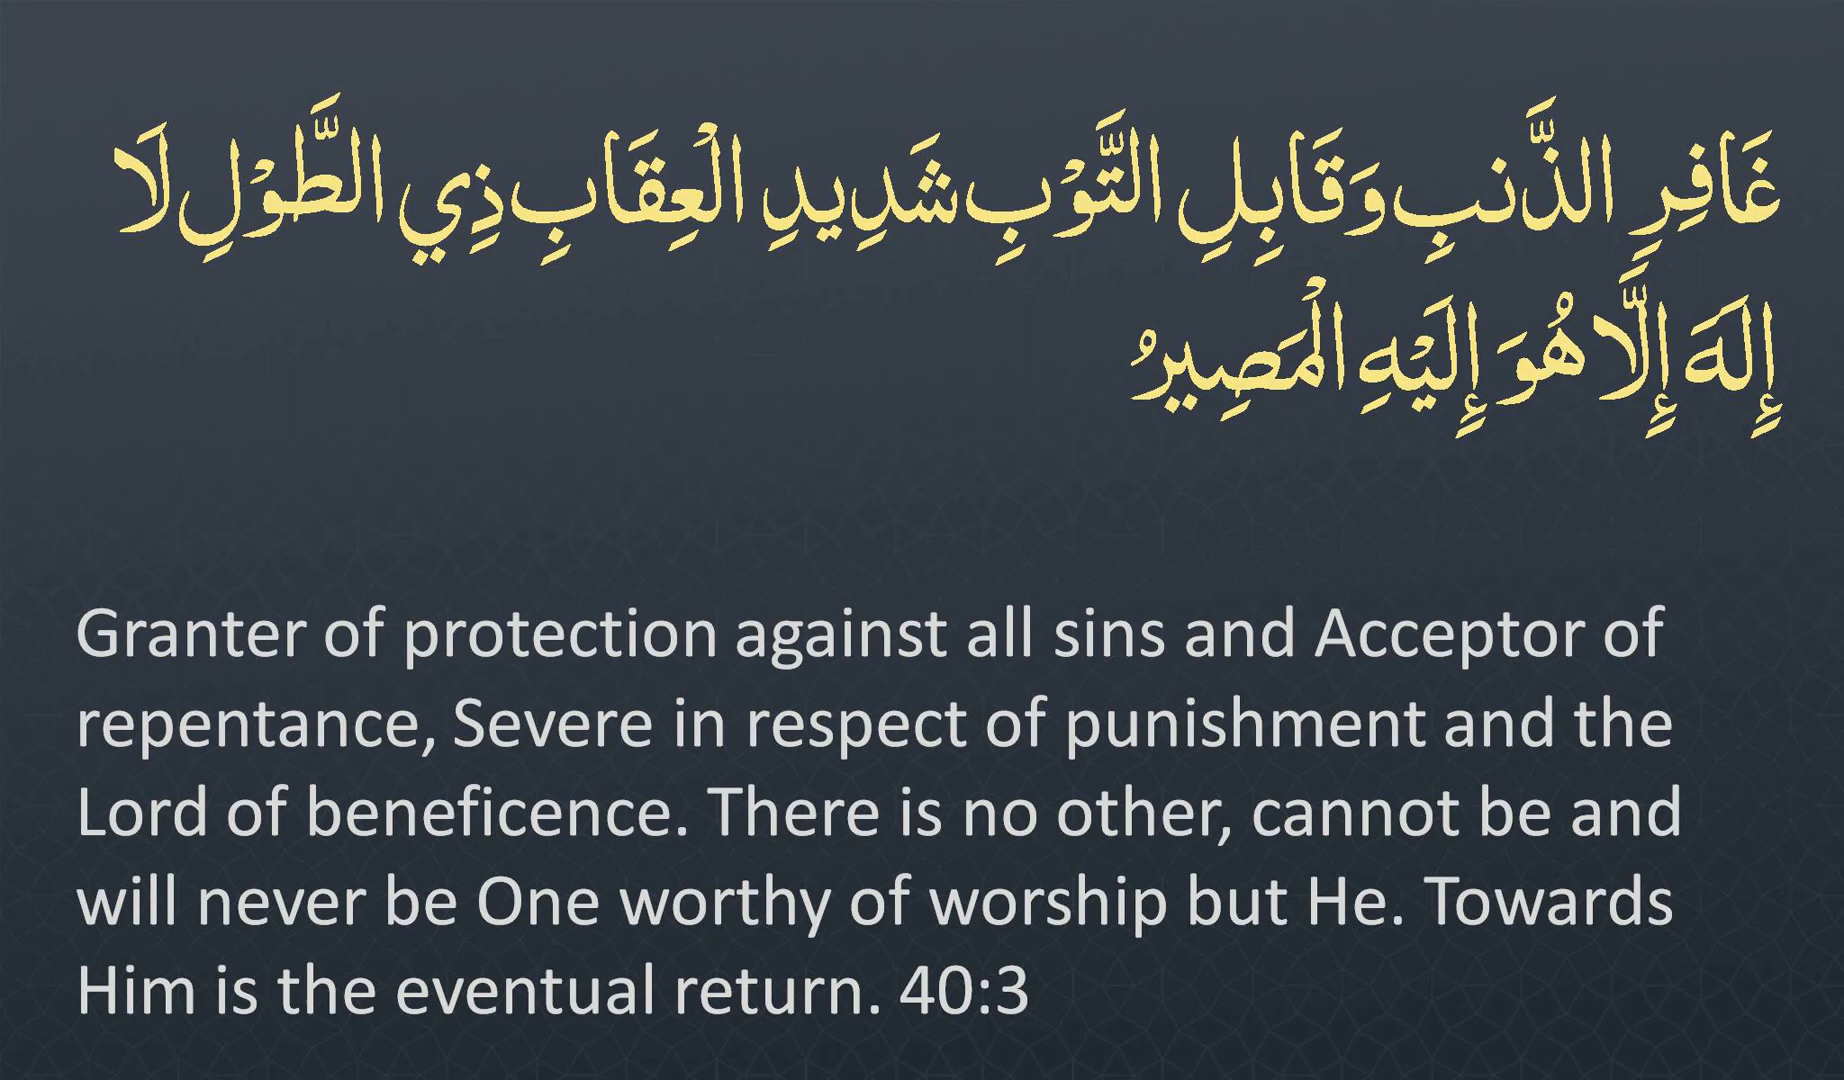 غَافِرِ الذَّنبِ وَقَابِلِ التَّوْبِ شَدِيدِ الْعِقَابِ ذِي الطَّوْلِ لَا
إِلَهَ إِلَّا هُوَ إِلَيْهِ الْمَصِيرُ
Granter of protection against all sins and Acceptor of
repentance, Severe in respect of punishment and the
Lord of beneficence. There is no other, cannot be and
will never be One worthy of worship but He. Towards
Him is the eventual return. 40:3